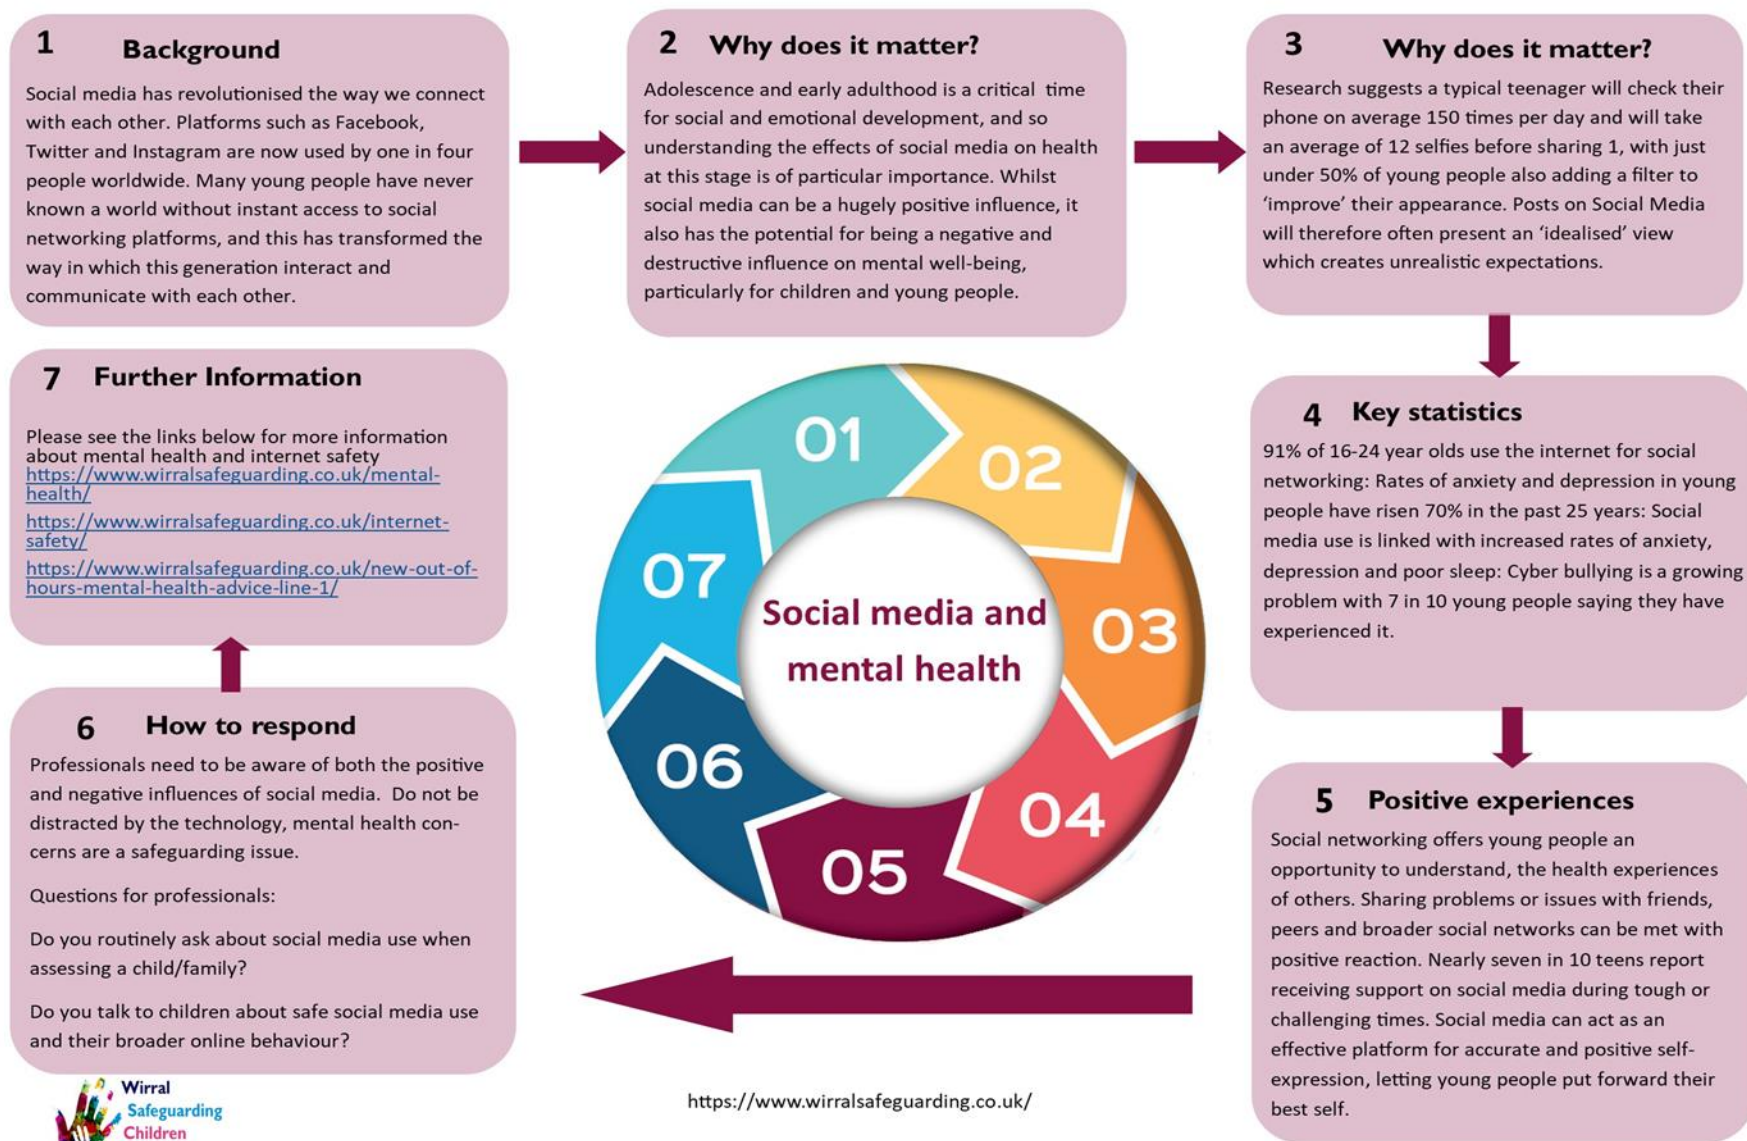 1 Background
Social media has revolutionised the way we connect
with each other. Platforms such as Facebook,
Twitter and Instagram are now used by one in four
people worldwide. Many young people have never
known a world without instant access to social
networking platforms, and this has transformed the
way in which this generation interact and
communicate with each other.
2 Why does it matter?
Adolescence and early adulthood is a critical time
for social and emotional development, and so
understanding the effects of social media on health
at this stage is of particular importance. Whilst
social media can be a hugely positive influence, it
also has the potential for being a negative and
destructive influence on mental well-being,
particularly for children and young people.
3 Why does it matter?
Research suggests a typical teenager will check their
phone on average 150 times per day and will take
an average of 12 selfies before sharing 1, with just
under 50% of young people also adding a filter to
‘improve’ their appearance. Posts on Social Media
will therefore often present an ‘idealised’ view
which creates unrealistic expectations.
4 Key statistics
91% of 16-24 year olds use the internet for social
networking: Rates of anxiety and depression in young
people have risen 70% in the past 25 years: Social
media use is linked with increased rates of anxiety,
depression and poor sleep: Cyber bullying is a growing
problem with 7 in 10 young people saying they have
experienced it.
5 Positive experiences
Social networking offers young people an
opportunity to understand, the health experiences
of others. Sharing problems or issues with friends,
peers and broader social networks can be met with
positive reaction. Nearly seven in 10 teens report
receiving support on social media during tough or
challenging times. Social media can act as an
effective platform for accurate and positive self-
expression, letting young people put forward their
best self.
6 How to respond
Professionals need to be aware of both the positive
and negative influences of social media. Do not be
distracted by the technology, mental health con-
cerns are a safeguarding issue.
Questions for professionals:
Do you routinely ask about social media use when
assessing a child/family?
Do you talk to children about safe social media use
and their broader online behaviour?
7 Further Information
Please see the links below for more information
about mental health and internet safety
https://www.wirralsafeguarding.co.uk/mental-
health/
https://www.wirralsafeguarding.co.uk/internet-
safety/
https://www.wirralsafeguarding.co.uk/new-out-of-
hours-mental-health-advice-line-1/
01
02
03
04
05
06
07
Social media and
mental health
Wirral
Safeguarding
Children
https://www.wirralsafeguarding.co.uk/